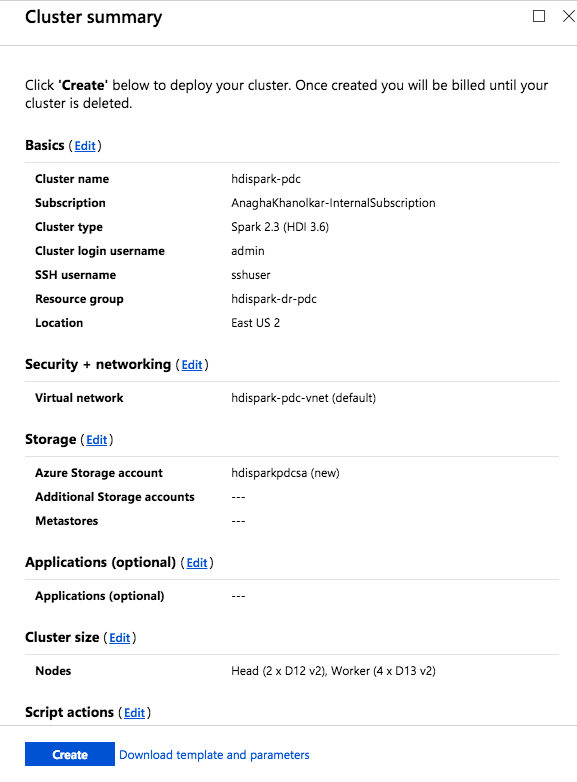 Cluster summary
Click 'Create' below to deploy your cluster. Once created you will be billed until your
cluster is deleted.
Basics (Edit)
Cluster name hdispark-pdc
Subscription AnaghaKhanolkar-InternalSubscription
Cluster type Spark 2.3 (HDI 3.6)
Cluster login username admin
SSH username sshuser
Resource group hdispark-dr-pdc
Location East US 2
Security + networking (Edit)
Virtual network hdispark-pdc-vnet (default)
Storage (Edit)
Azure Storage account hdisparkpdcsa (new)
Additional Storage accounts ---
Metastores ---
Applications (optional) (Edit)
Applications (optional) ---
Cluster size (Edit)
Nodes Head (2 x D12 v2), Worker (4 x D13 v2)
Script actions (Edit)
Create Download template and parameters